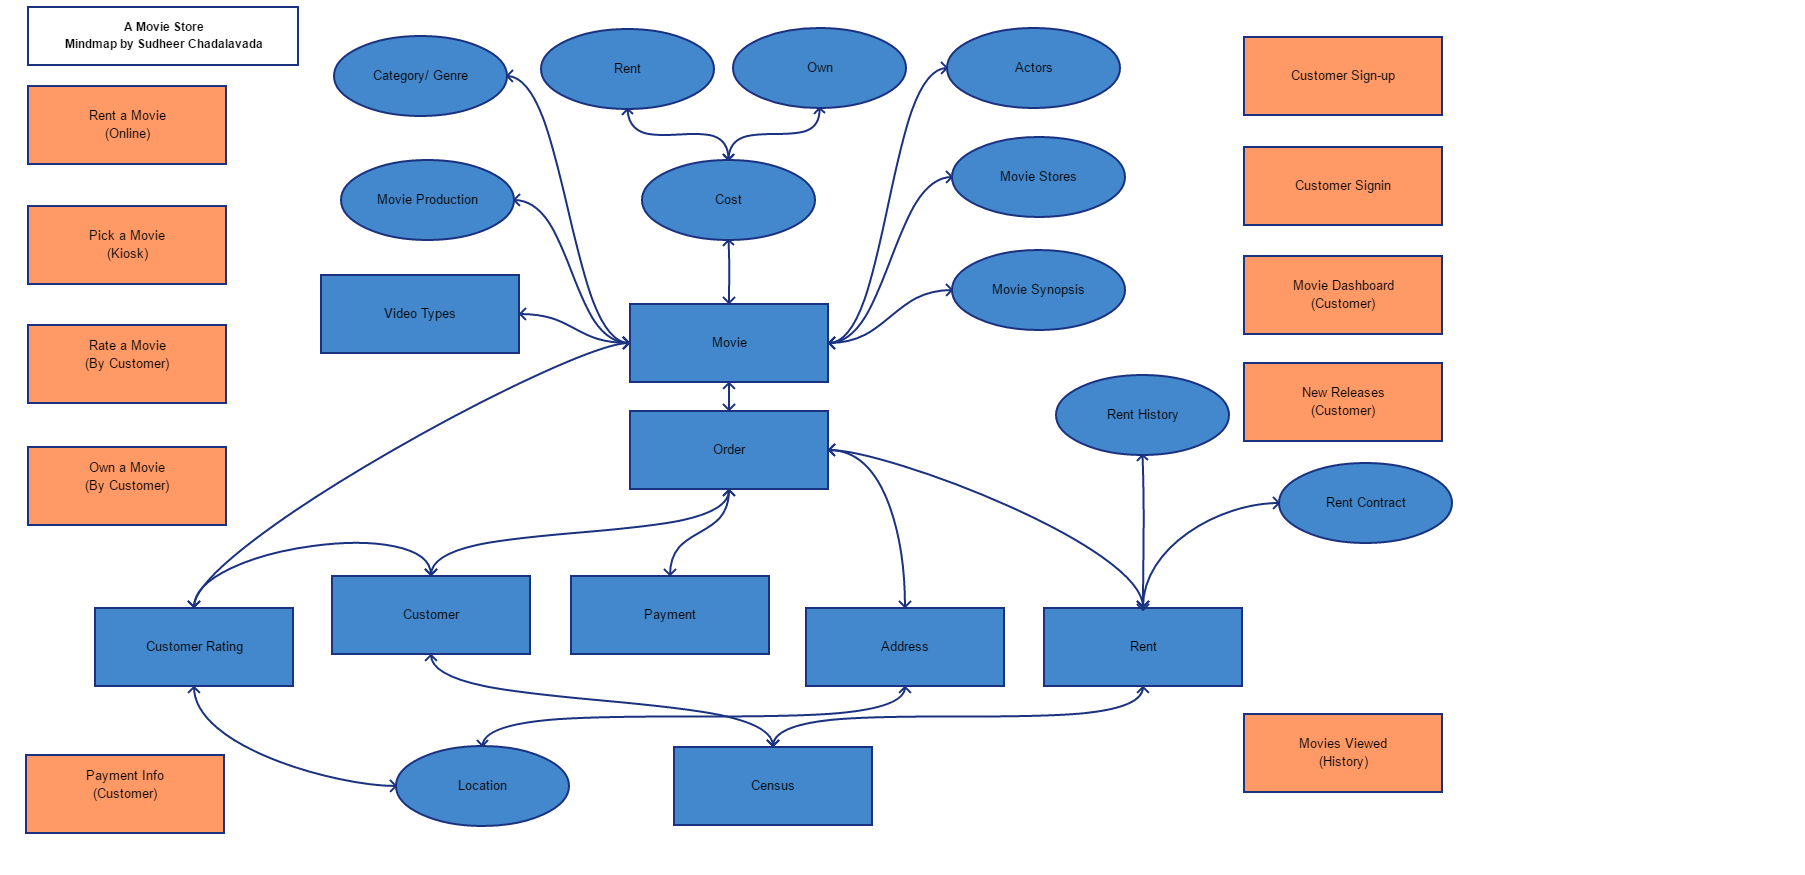 A Movie Store
Mindmap by Sudheer Chadalavada
Rent a Movie
(Online)
Pick a Movie
(Kiosk)
Rate a Movie
(By Customer)
Own a Movie
(By Customer)
Category/ Genre
Rent
Own
Actors
Movie Production
Cost
Movie Stores
Video Types
Movie
Movie Synopsis
Order
Rent History
Rent Contract
Customer Sign-up
Customer Signin
Movie Dashboard
(Customer)
New Releases
(Customer)
Customer Rating
Customer
Payment
Address
Rent
Payment Info
(Customer)
Location
Census
Movies Viewed
(History)